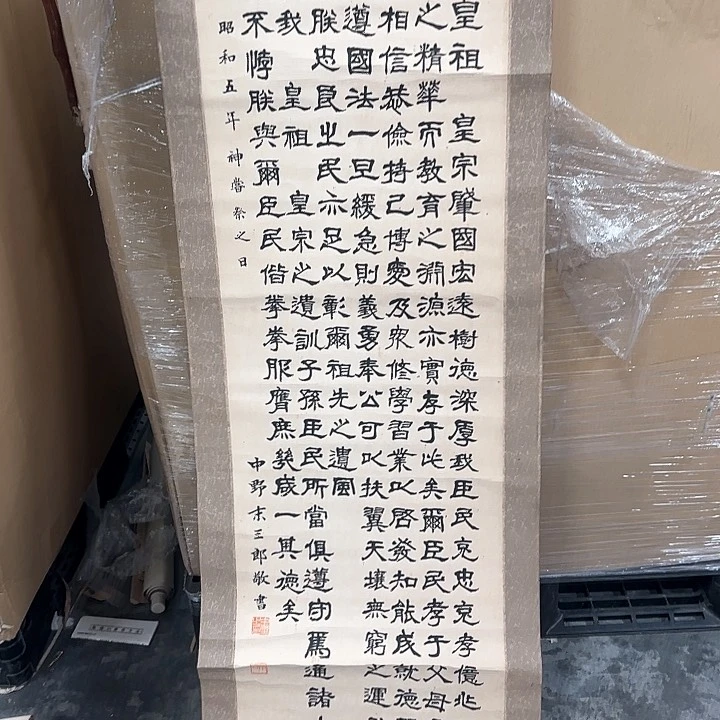 皇祖 皇宗肇國宏遠樹德深厚我臣民克忠克孝億兆
之精華而教育之淵源亦實存于此矣爾臣民孝于父母
相信恭儉持己博愛及衆修學習業以啓發知能成就德
遵國法一旦緩急則義勇奉公可以扶翼天壤無窮之運
朕忠良之民亦足以彰爾祖先之遺風
我 皇祖 皇宗之遺訓子孫臣民所當俱遵守焉通諸
不悖朕與爾臣民偕拳拳服膺庶幾咸一其德矣
昭和五年神嘗祭之日
中野末三郎敬書